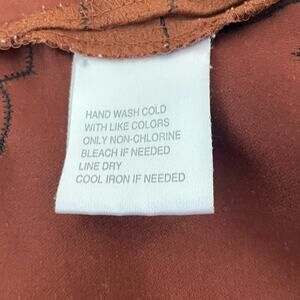 HAND WASH COLD
WITH LIKE COLORS
ONLY NON-CHLORINE
BLEACH IF NEEDED
LINE DRY
COOL IRON IF NEEDED